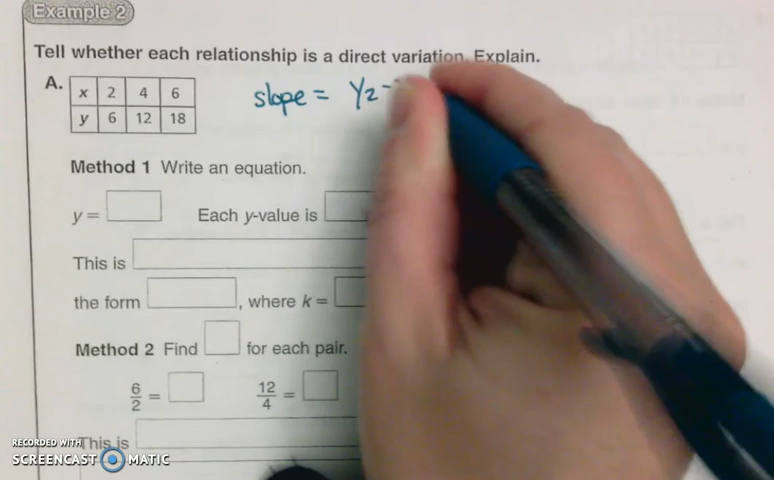 Example 2
Tell whether each relationship is a direct variation. Explain.
A. x 2 4 6
y 6 12 18
slope = y2 -
Method 1 Write an equation.
y = Each y-value is
This is
the form , where k =
Method 2 Find for each pair.
6/2 = 12/4 =
This is
RECORDED WITH
SCREENCAST MATIC